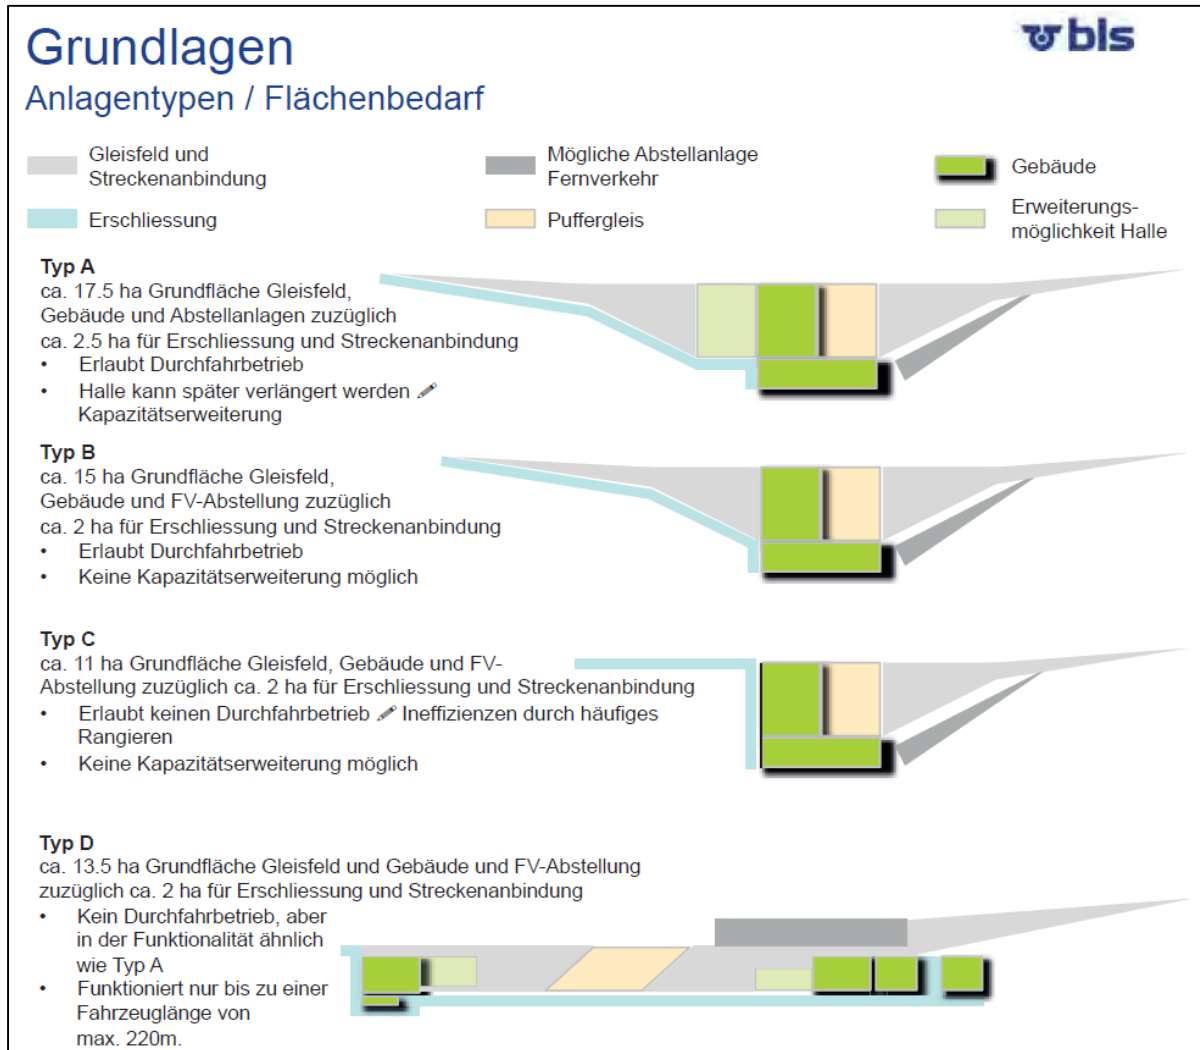 Grundlagen
bls
Anlagentypen / Flächenbedarf
Gleisfeld und
Streckenanbindung
Mögliche Abstellanlage
Fernverkehr
Gebäude
Erschliessung
Puffergleis
Erweiterungs-
möglichkeit Halle
Typ A
ca. 17.5 ha Grundfläche Gleisfeld,
Gebäude und Abstellanlagen zuzüglich
ca. 2.5 ha für Erschliessung und Streckenanbindung
• Erlaubt Durchfahrbetrieb
• Halle kann später verlängert werden ✏
Kapazitätserweiterung
Typ B
ca. 15 ha Grundfläche Gleisfeld,
Gebäude und FV-Abstellung zuzüglich
ca. 2 ha für Erschliessung und Streckenanbindung
• Erlaubt Durchfahrbetrieb
• Keine Kapazitätserweiterung möglich
Typ C
ca. 11 ha Grundfläche Gleisfeld, Gebäude und FV-
Abstellung zuzüglich ca. 2 ha für Erschliessung und Streckenanbindung
• Erlaubt keinen Durchfahrbetrieb ✏ Ineffizienzen durch häufiges
Rangieren
• Keine Kapazitätserweiterung möglich
Typ D
ca. 13.5 ha Grundfläche Gleisfeld und Gebäude und FV-Abstellung
zuzüglich ca. 2 ha für Erschliessung und Streckenanbindung
• Kein Durchfahrbetrieb, aber
in der Funktionalität ähnlich
wie Typ A
• Funktioniert nur bis zu einer
Fahrzeuglänge von
max. 220m.